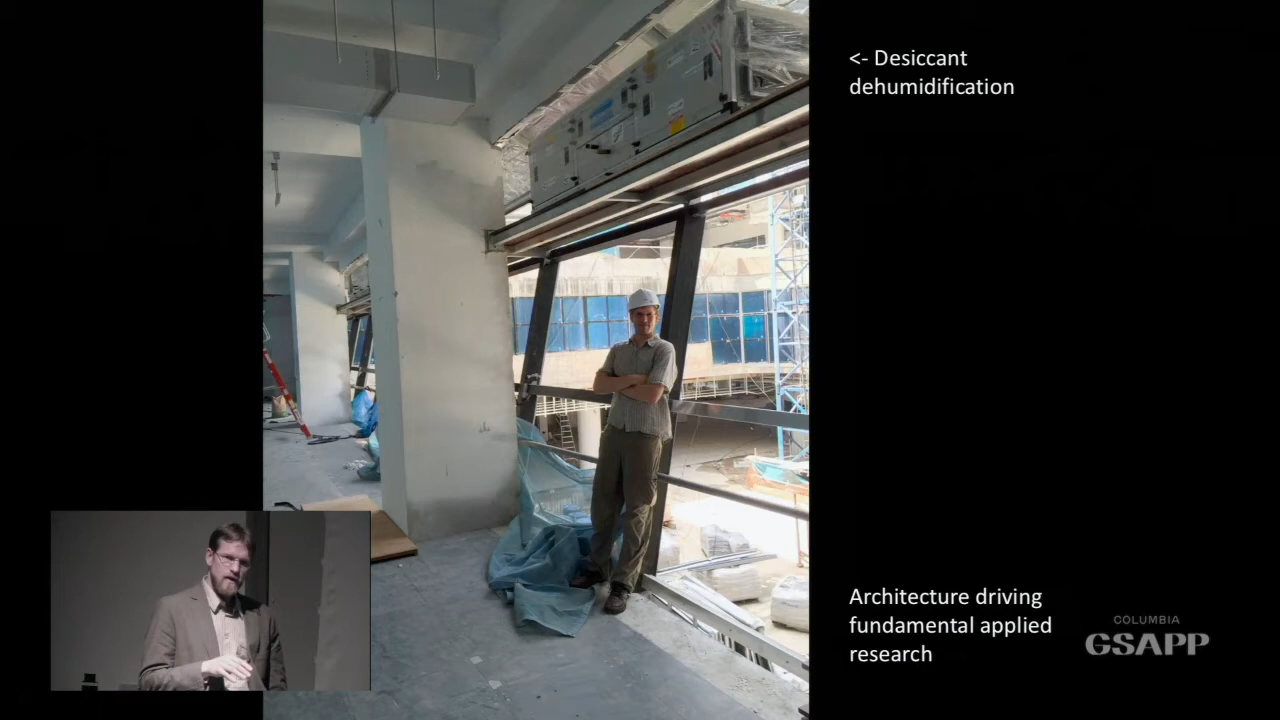 <- Desiccant
dehumidification
Architecture driving
fundamental applied
research
COLUMBIA
GSAPP